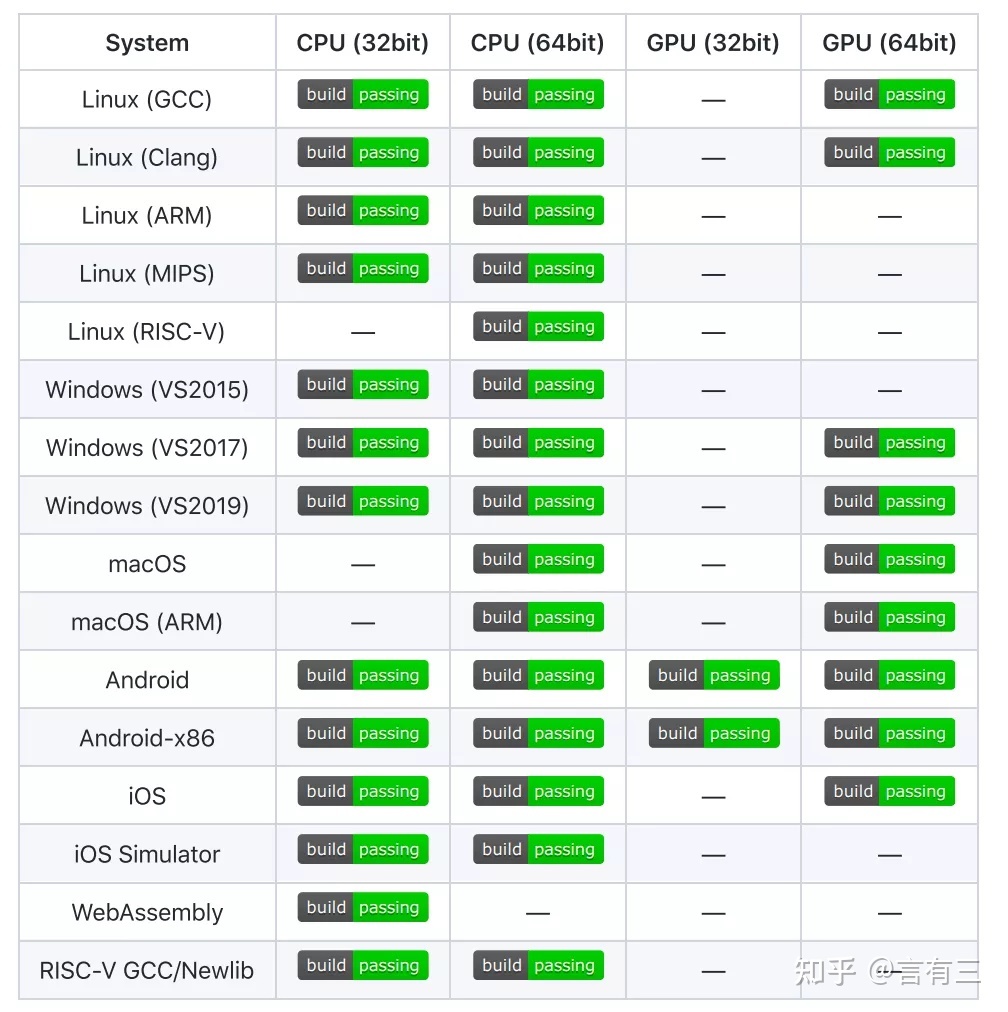 System CPU (32bit) CPU (64bit) GPU (32bit) GPU (64bit)
Linux (GCC) build passing build passing — build passing
Linux (Clang) build passing build passing — build passing
Linux (ARM) build passing build passing — —
Linux (MIPS) build passing build passing — —
Linux (RISC-V) — build passing — —
Windows (VS2015) build passing build passing — —
Windows (VS2017) build passing build passing — build passing
Windows (VS2019) build passing build passing — build passing
macOS — build passing — build passing
macOS (ARM) — build passing — build passing
Android build passing build passing build passing build passing
Android-x86 build passing build passing build passing build passing
iOS build passing build passing — build passing
iOS Simulator build passing build passing — —
WebAssembly build passing — — —
RISC-V GCC/Newlib build passing build passing — —
知乎 @言有三